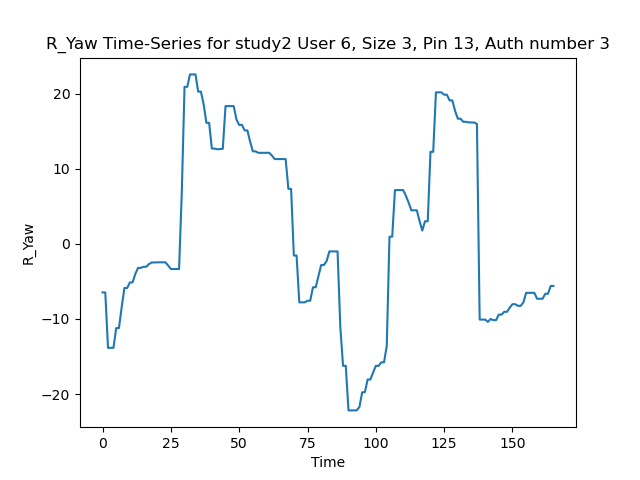 R_Yaw Time-Series for study2 User 6, Size 3, Pin 13, Auth number 3
20
10
0
−10
−20
R_Yaw
0 25 50 75 100 125 150
Time